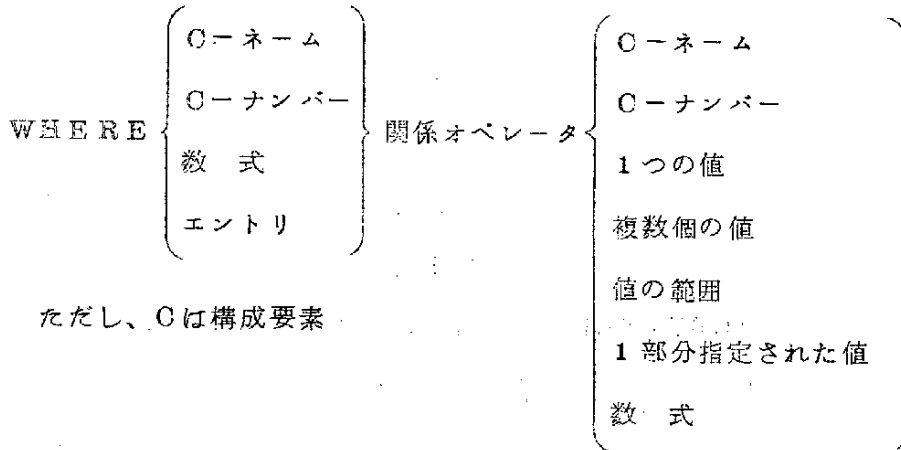 WHERE
C－ネーム
C－ナンバー
数 式
エントリ
関係オペレータ
C－ネーム
C－ナンバー
1つの値
複数個の値
値の範囲
1部分指定された値
数 式
ただし、Cは構成要素